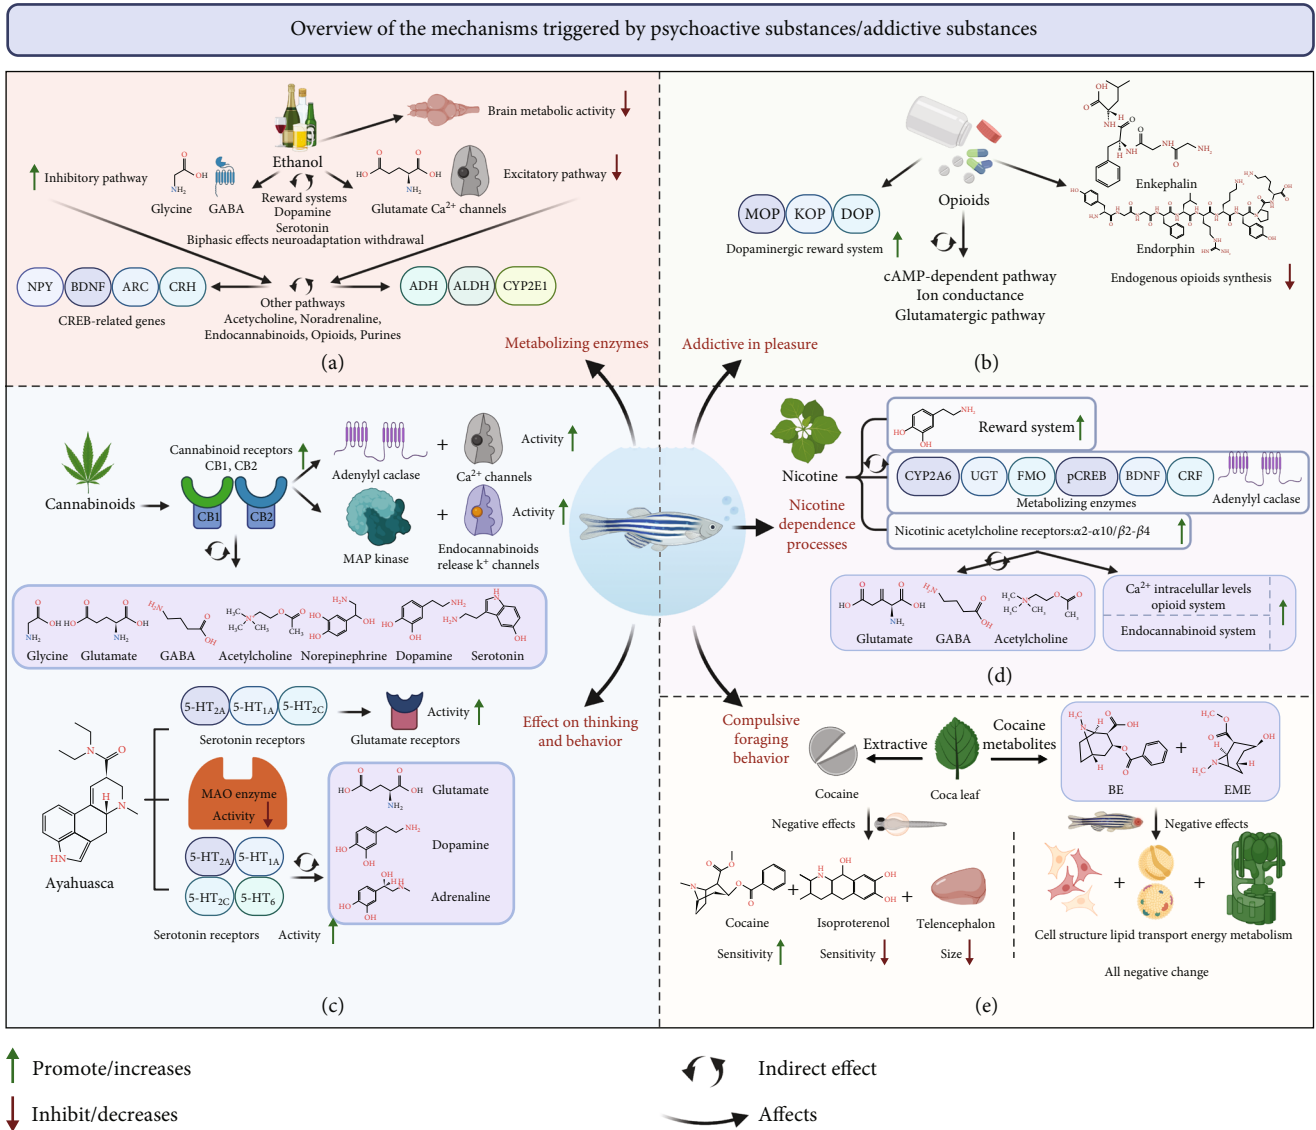 Overview of the mechanisms triggered by psychoactive substances/addictive substances
Ethanol
Brain metabolic activity
Inhibitory pathway
Glycine
GABA
Reward systems
Dopamine
Serotonin
Glutamate Ca2+ channels
Excitatory pathway
Biphasic effects neuroadaptation withdrawal
NPY
BDNF
ARC
CRH
CREB-related genes
Other pathways
Acetycholine, Noradrenaline,
Endocannabinoids, Opioids, Purines
ADH
ALDH
CYP2E1
(a)
Metabolizing enzymes
Opioids
MOP
KOP
DOP
Dopaminergic reward system
cAMP-dependent pathway
Ion conductance
Glutamatergic pathway
Enkephalin
Endorphin
Endogenous opioids synthesis
(b)
Addictive in pleasure
Cannabinoids
Cannabinoid receptors
CB1, CB2
CB1
CB2
Adenylyl caclase
+
Ca2+ channels
Activity
MAP kinase
+
Endocannabinoids
release k+ channels
Activity
Glycine
Glutamate
GABA
Acetylcholine
Norepinephrine
Dopamine
Serotonin
Ayahuasca
5-HT2A
5-HT1A
5-HT2C
Serotonin receptors
Glutamate receptors
Activity
MAO enzyme
Activity
5-HT2A
5-HT1A
5-HT2C
5-HT6
Serotonin receptors
Activity
Glutamate
Dopamine
Adrenaline
(c)
Effect on thinking
and behavior
Nicotine
Nicotine
dependence
processes
Reward system
CYP2A6
UGT
FMO
pCREB
BDNF
CRF
Metabolizing enzymes
Adenylyl caclase
Nicotinic acetylcholine receptors:α2-α10/β2-β4
Glutamate
GABA
Acetylcholine
Ca2+ intracelullar levels
opioid system
Endocannabinoid system
(d)
Compulsive
foraging
behavior
Cocaine
Extractive
Coca leaf
Cocaine
metabolites
BE
+
EME
Negative effects
Negative effects
Cocaine
+
Isoproterenol
+
Telencephalon
Sensitivity
Sensitivity
Size
+
+
Cell structure lipid transport energy metabolism
All negative change
(e)
Promote/increases
Inhibit/decreases
Indirect effect
Affects